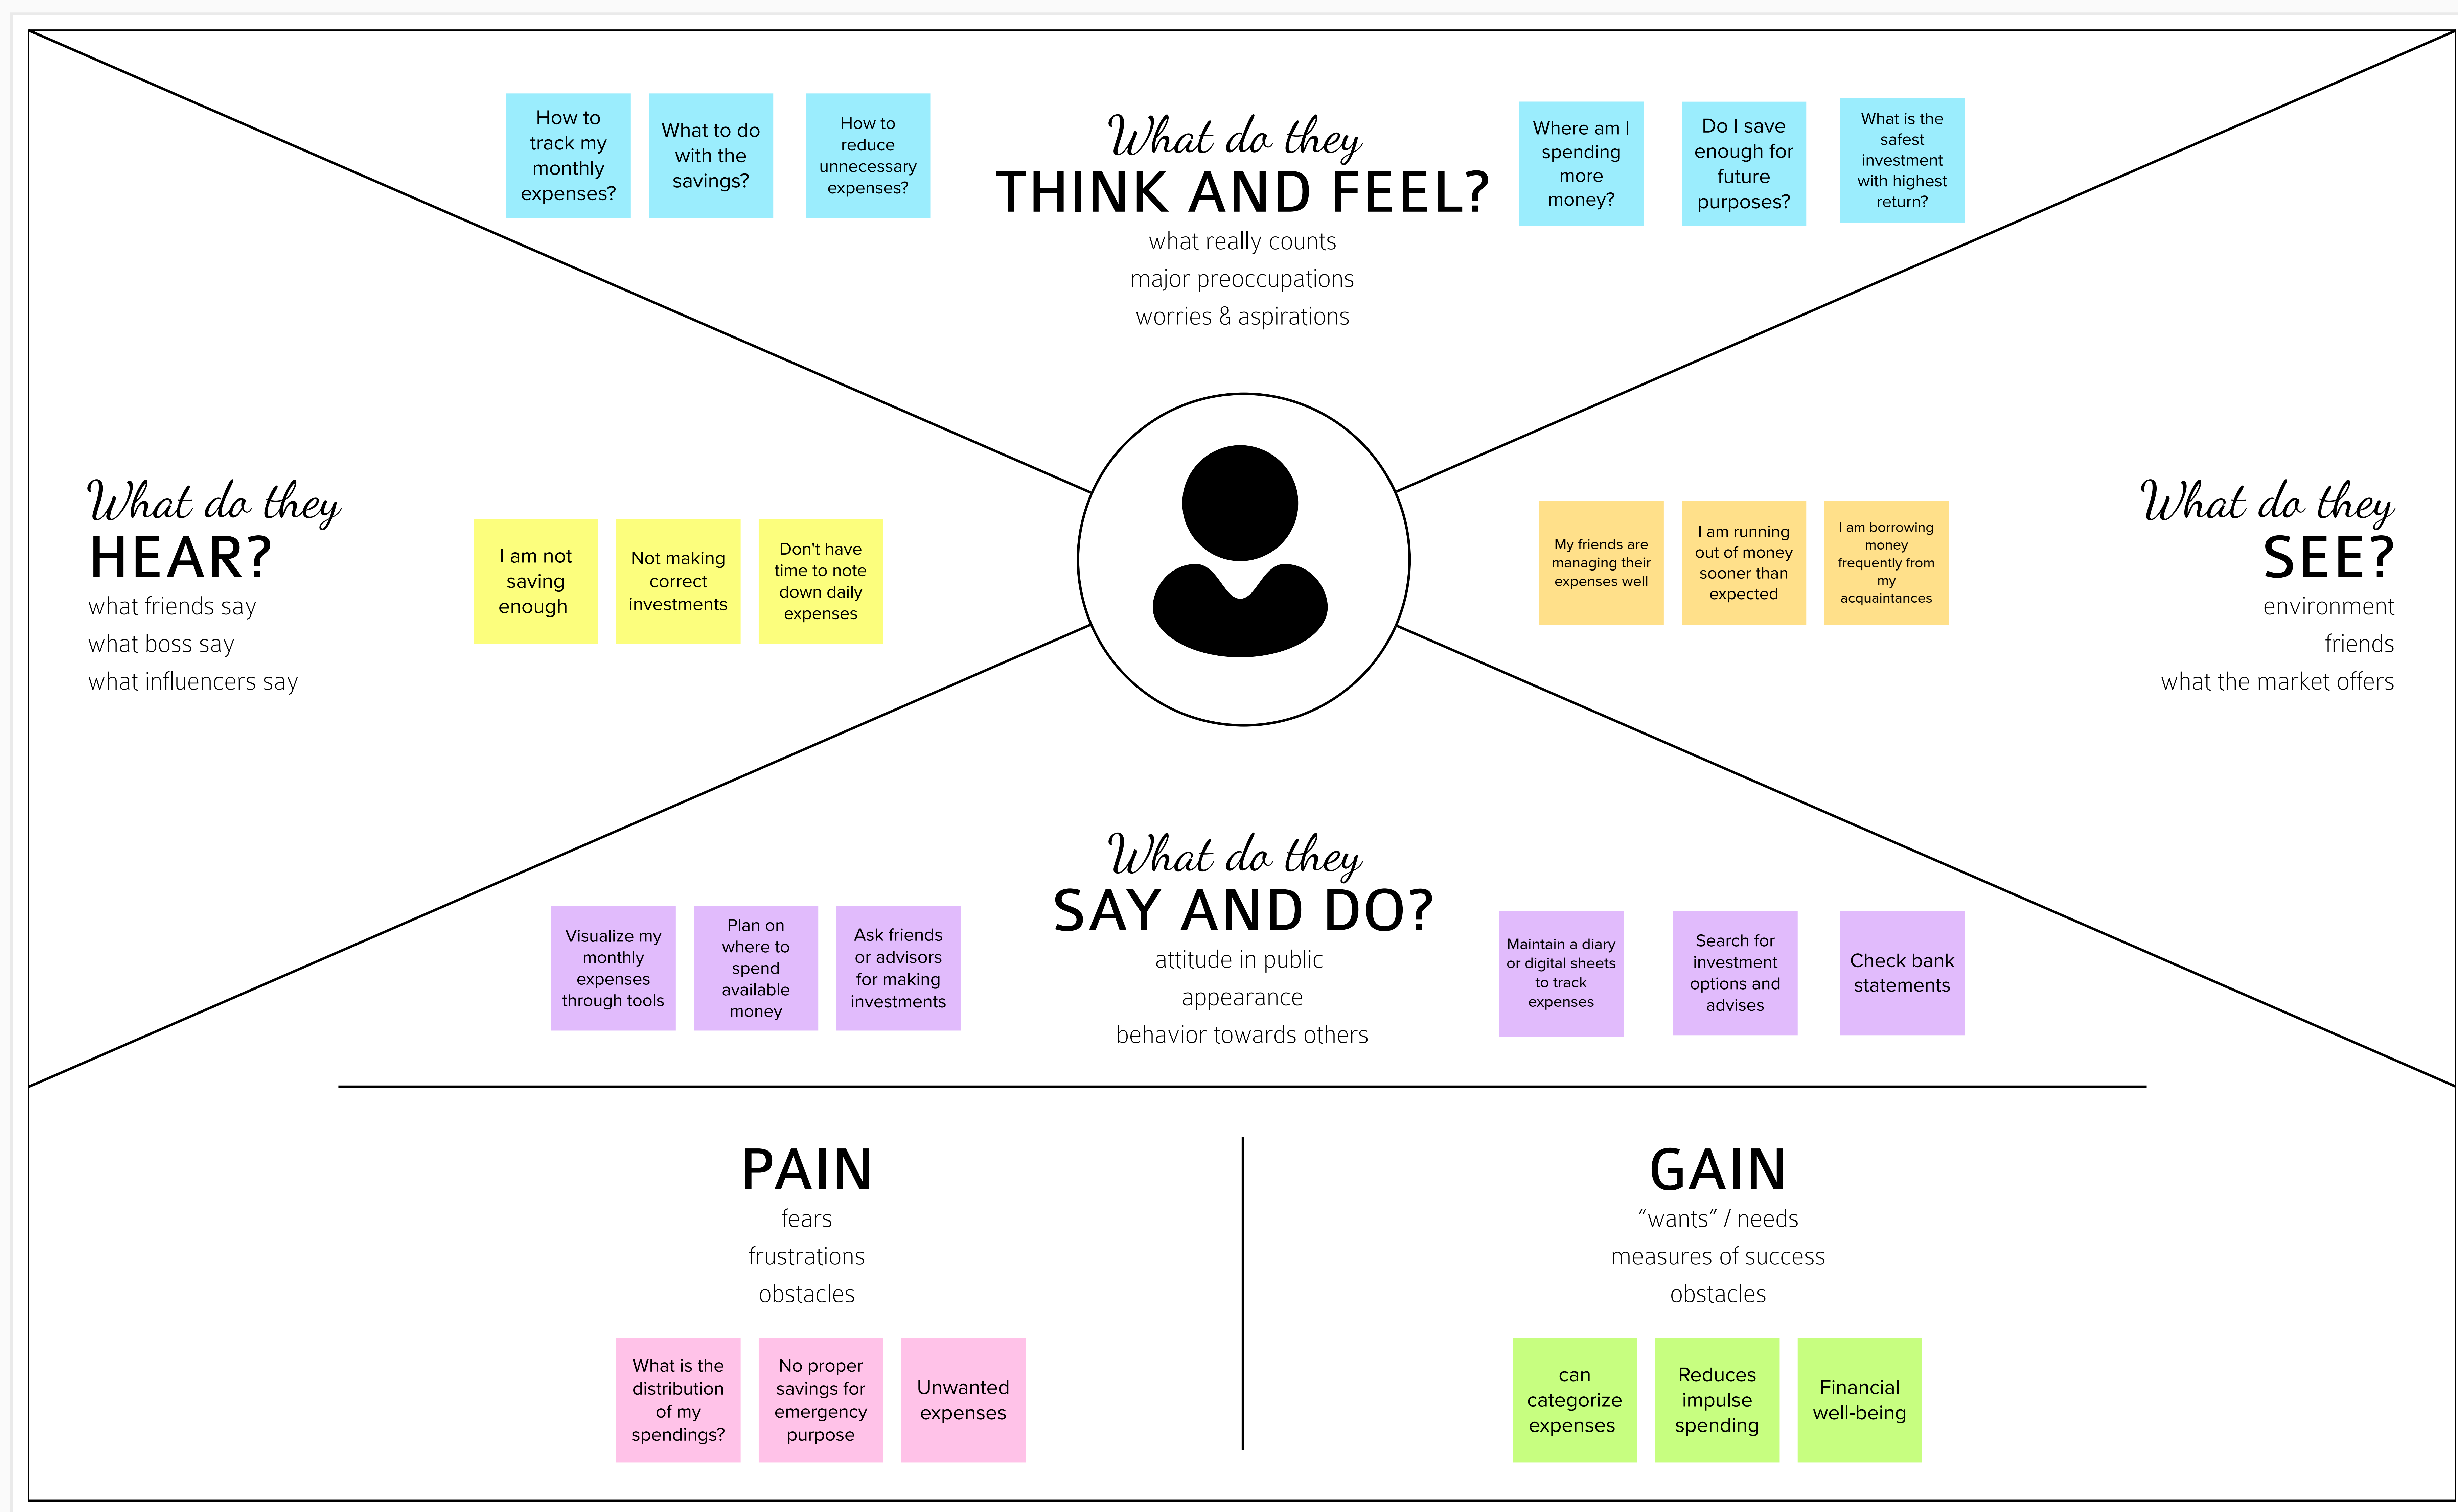 How to
track my
monthly
expenses?
What to do
with the
savings?
How to
reduce
unnecessary
expenses?
What do they
THINK AND FEEL?
what really counts
major preoccupations
worries & aspirations
Where am I
spending
more
money?
Do I save
enough for
future
purposes?
What is the
safest
investment
with highest
return?
What do they
HEAR?
what friends say
what boss say
what influencers say
I am not
saving
enough
Not making
correct
investments
Don't have
time to note
down daily
expenses
My friends are
managing their
expenses well
I am running
out of money
sooner than
expected
I am borrowing
money
frequently from
my
acquaintances
What do they
SEE?
environment
friends
what the market offers
Visualize my
monthly
expenses
through tools
Plan on
where to
spend
available
money
Ask friends
or advisors
for making
investments
What do they
SAY AND DO?
attitude in public
appearance
behavior towards others
Maintain a diary
or digital sheets
to track
expenses
Search for
investment
options and
advises
Check bank
statements
PAIN
fears
frustrations
obstacles
What is the
distribution
of my
spendings?
No proper
savings for
emergency
purpose
Unwanted
expenses
GAIN
“wants” / needs
measures of success
obstacles
can
categorize
expenses
Reduces
impulse
spending
Financial
well-being